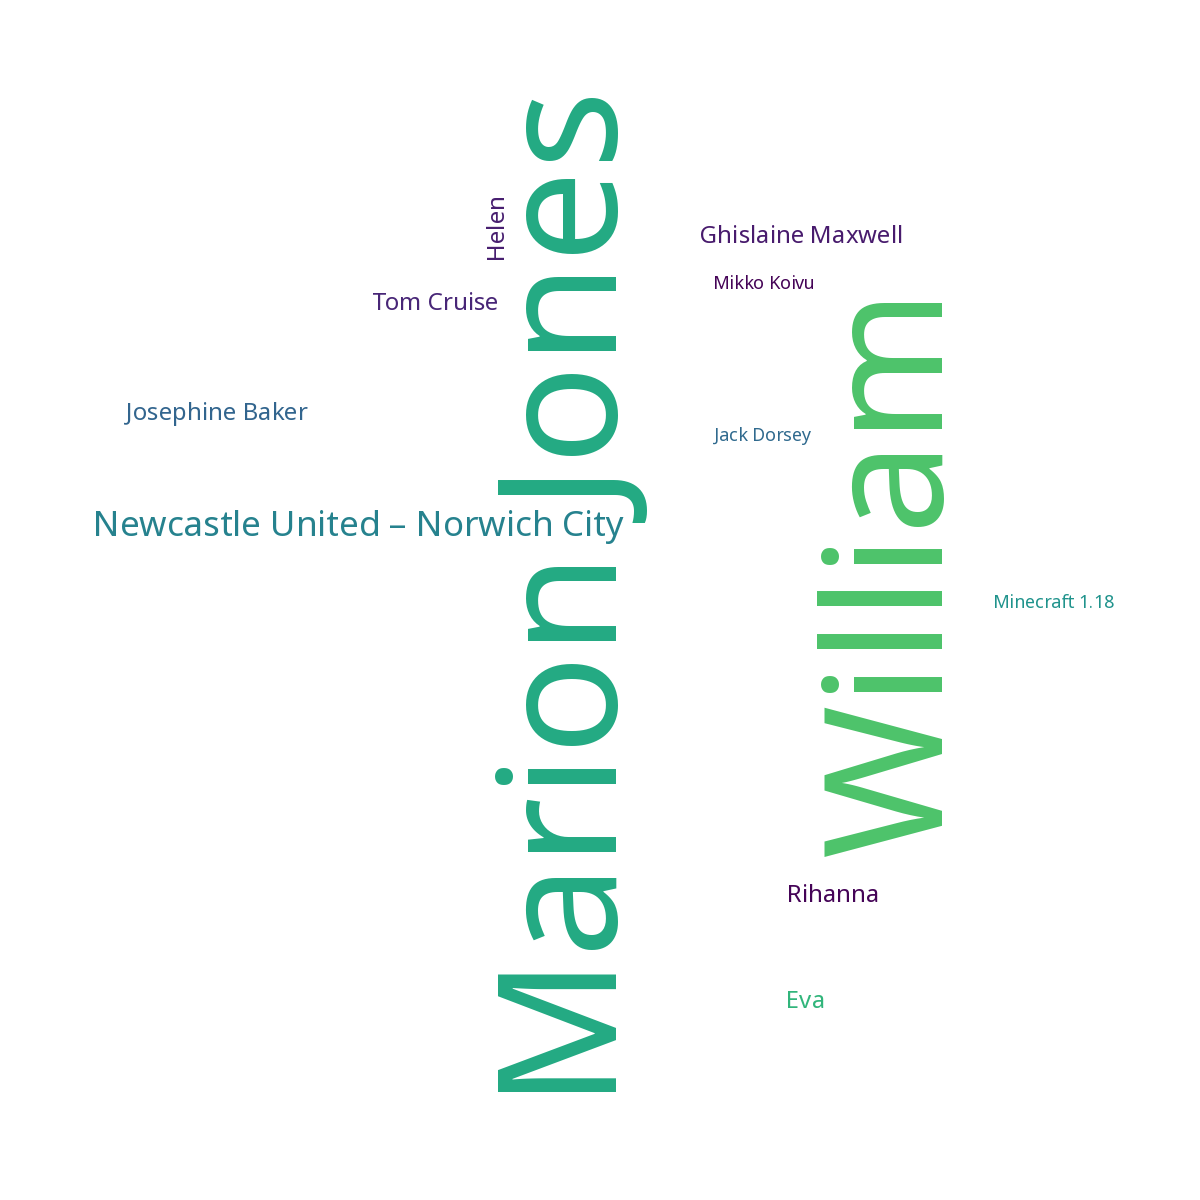 Marion Jones
William
Helen
Ghislaine Maxwell
Mikko Koivu
Tom Cruise
Josephine Baker
Jack Dorsey
Newcastle United – Norwich City
Minecraft 1.18
Rihanna
Eva